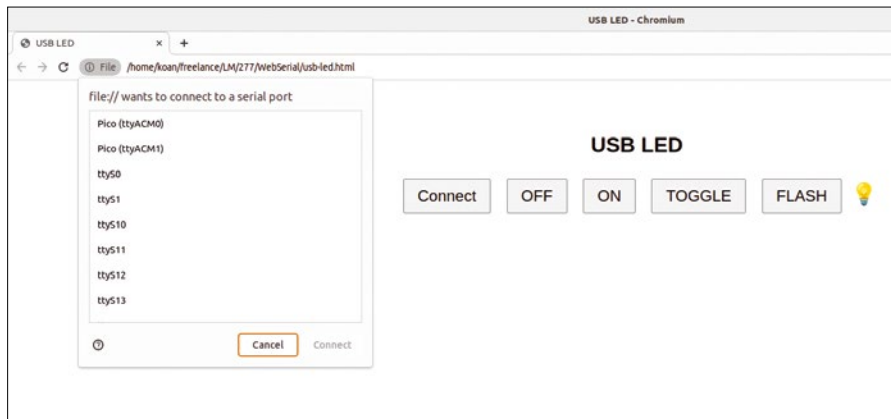 USB LED - Chromium
USB LED × +
File /home/koan/freelance/LM/277/WebSerial/usb-led.html
file:// wants to connect to a serial port
Pico (ttyACM0)
Pico (ttyACM1)
ttyS0
ttyS1
ttyS10
ttyS11
ttyS12
ttyS13
Cancel Connect
USB LED
Connect OFF ON TOGGLE FLASH